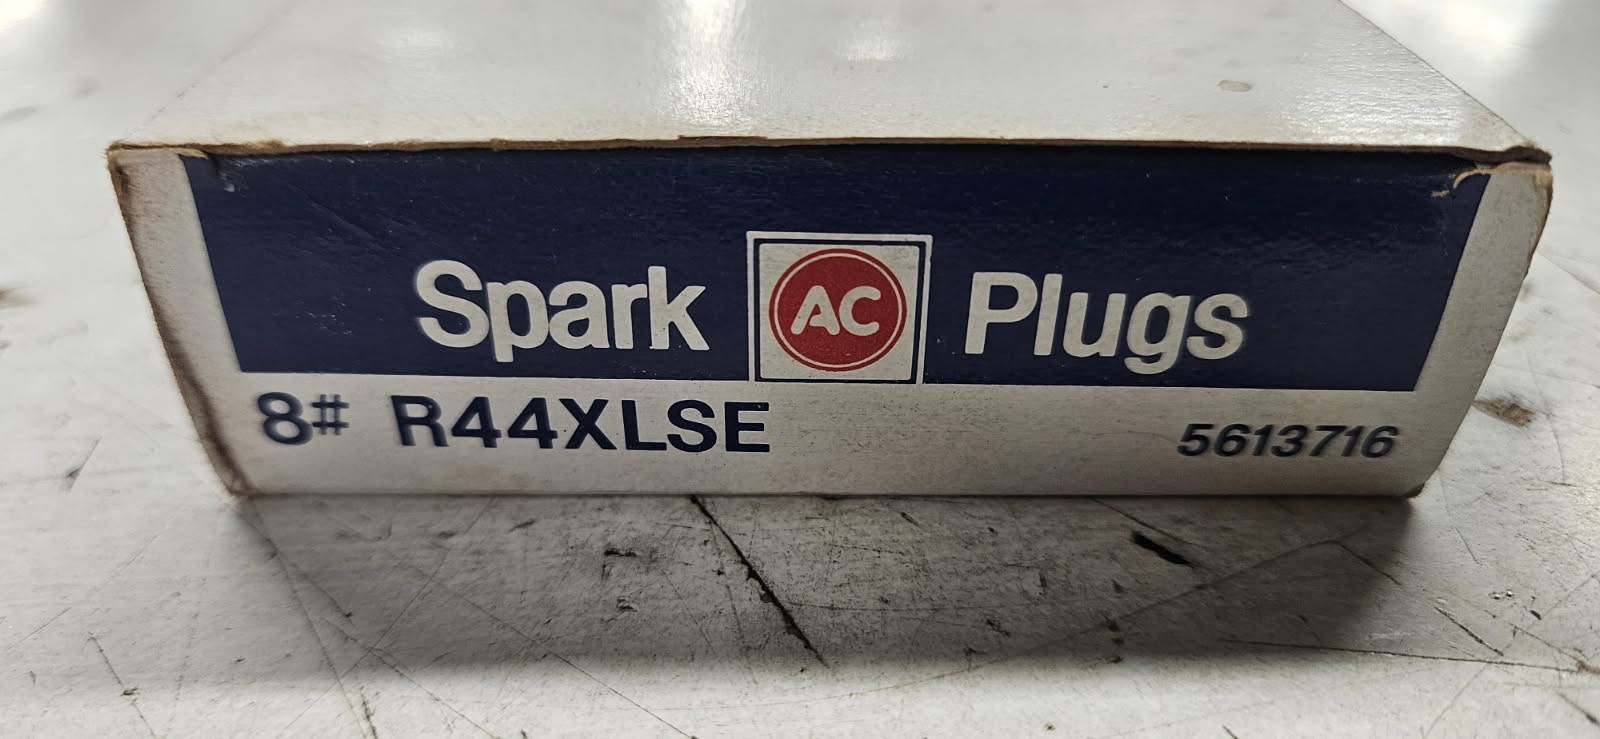 Spark AC Plugs
8# R44XLSE 5613716